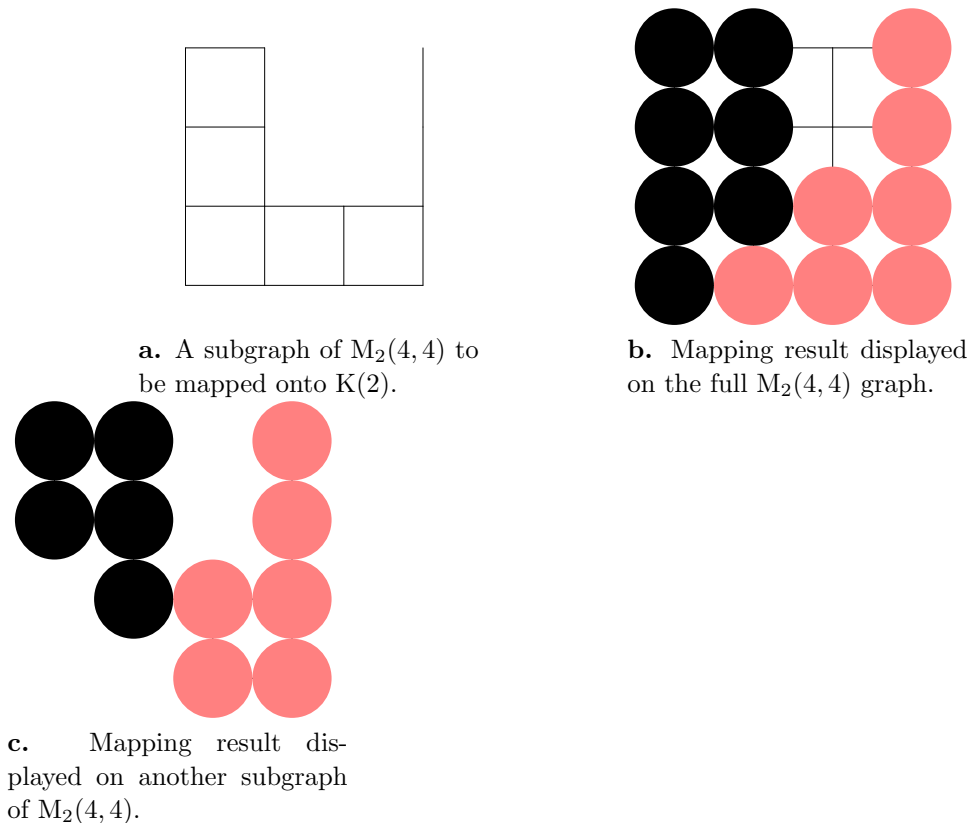 a. A subgraph of M₂(4, 4) to
be mapped onto K(2).
b. Mapping result displayed
on the full M₂(4, 4) graph.
c. Mapping result dis-
played on another subgraph
of M₂(4, 4).